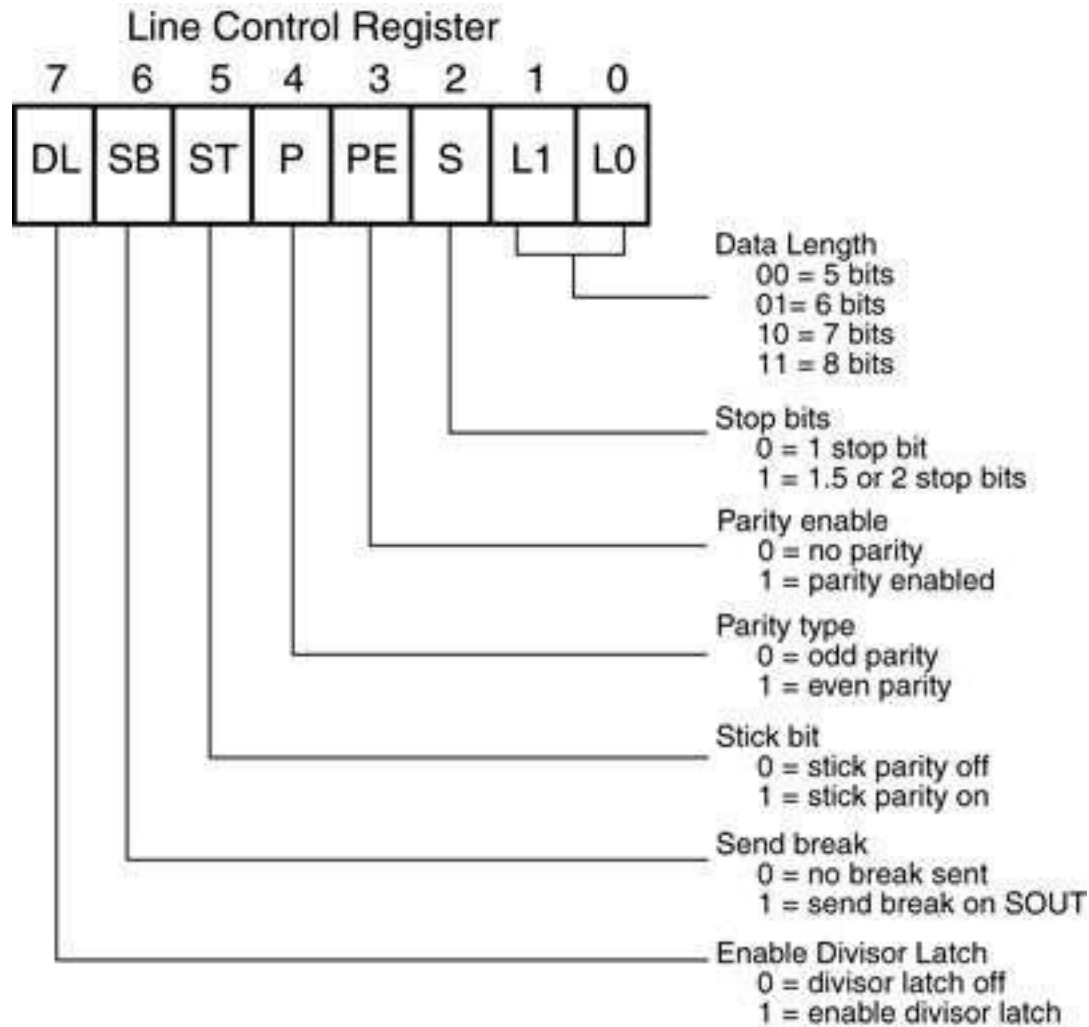 Line Control Register
7 6 5 4 3 2 1 0
DL SB ST P PE S L1 L0
Data Length
00 = 5 bits
01= 6 bits
10 = 7 bits
11 = 8 bits
Stop bits
0 = 1 stop bit
1 = 1.5 or 2 stop bits
Parity enable
0 = no parity
1 = parity enabled
Parity type
0 = odd parity
1 = even parity
Stick bit
0 = stick parity off
1 = stick parity on
Send break
0 = no break sent
1 = send break on SOUT
Enable Divisor Latch
0 = divisor latch off
1 = enable divisor latch